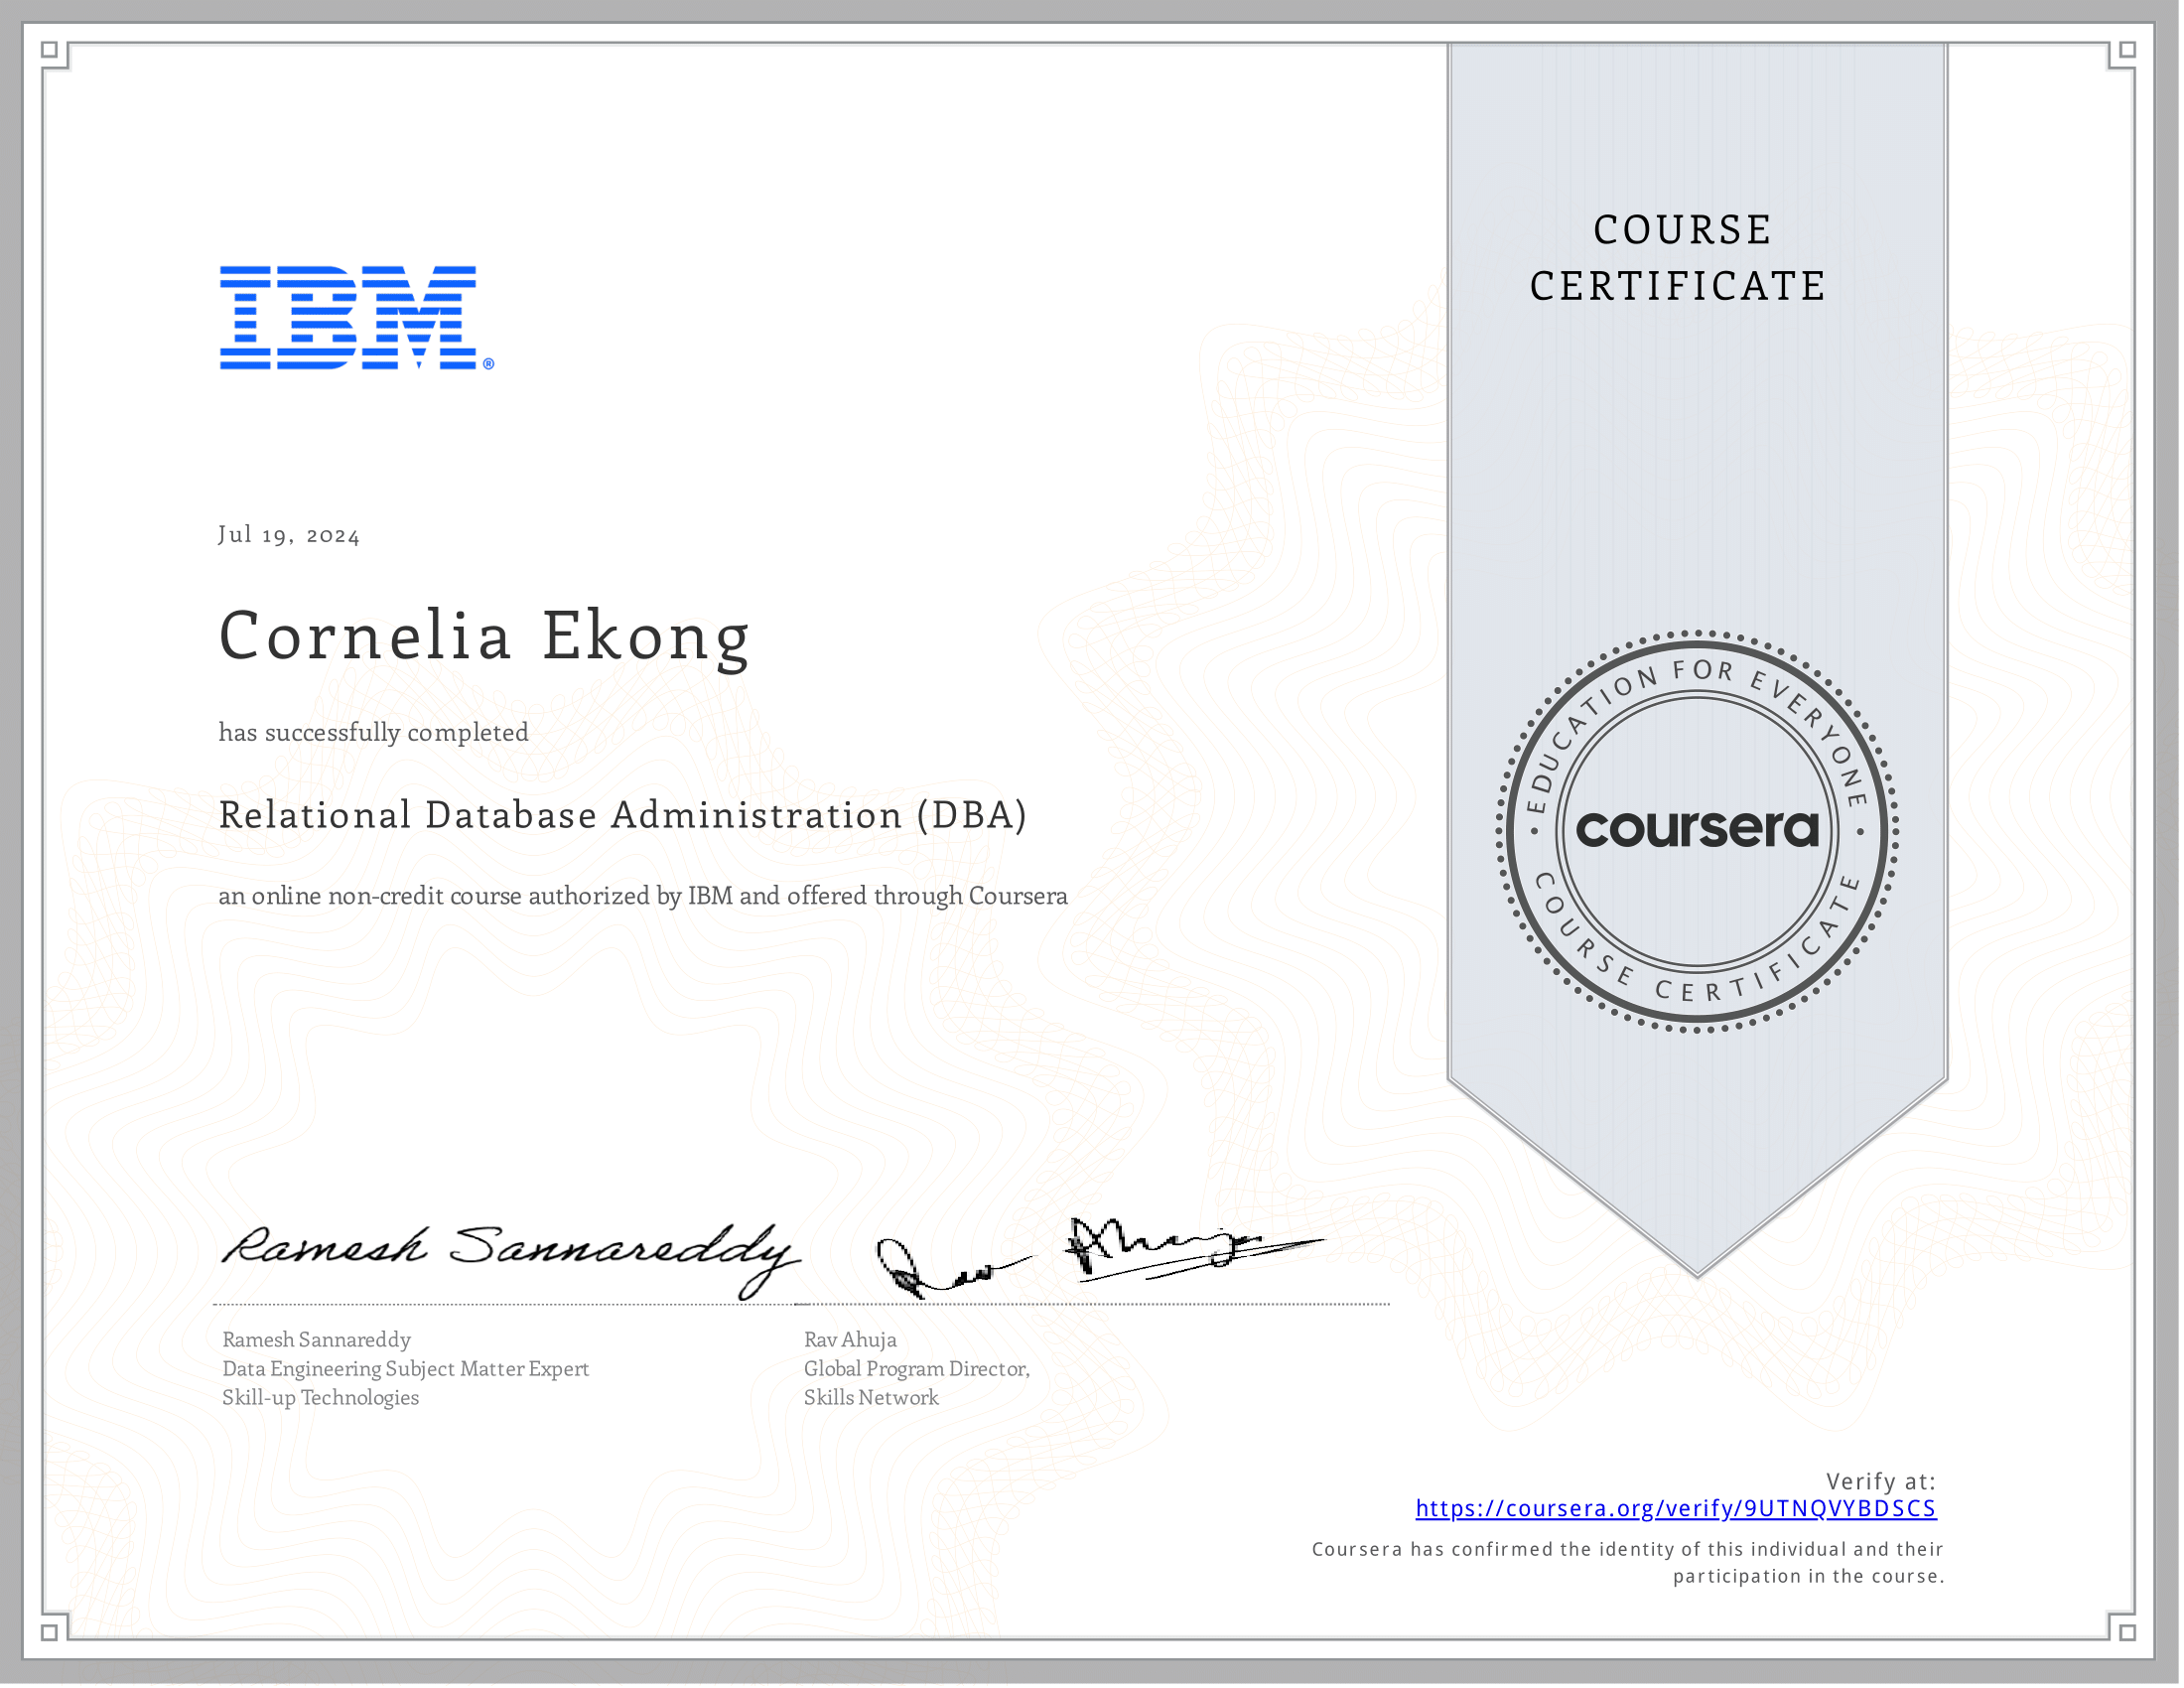 COURSE
CERTIFICATE
IBM®
Jul 19, 2024
Cornelia Ekong
has successfully completed
Relational Database Administration (DBA)
an online non-credit course authorized by IBM and offered through Coursera
• EDUCATION FOR EVERYONE •
coursera
COURSE CERTIFICATE
Ramesh Sannareddy
Ramesh Sannareddy
Data Engineering Subject Matter Expert
Skill-up Technologies
Rav Ahuja
Rav Ahuja
Global Program Director,
Skills Network
Verify at:
https://coursera.org/verify/9UTNQVYBDSCS
Coursera has confirmed the identity of this individual and their
participation in the course.